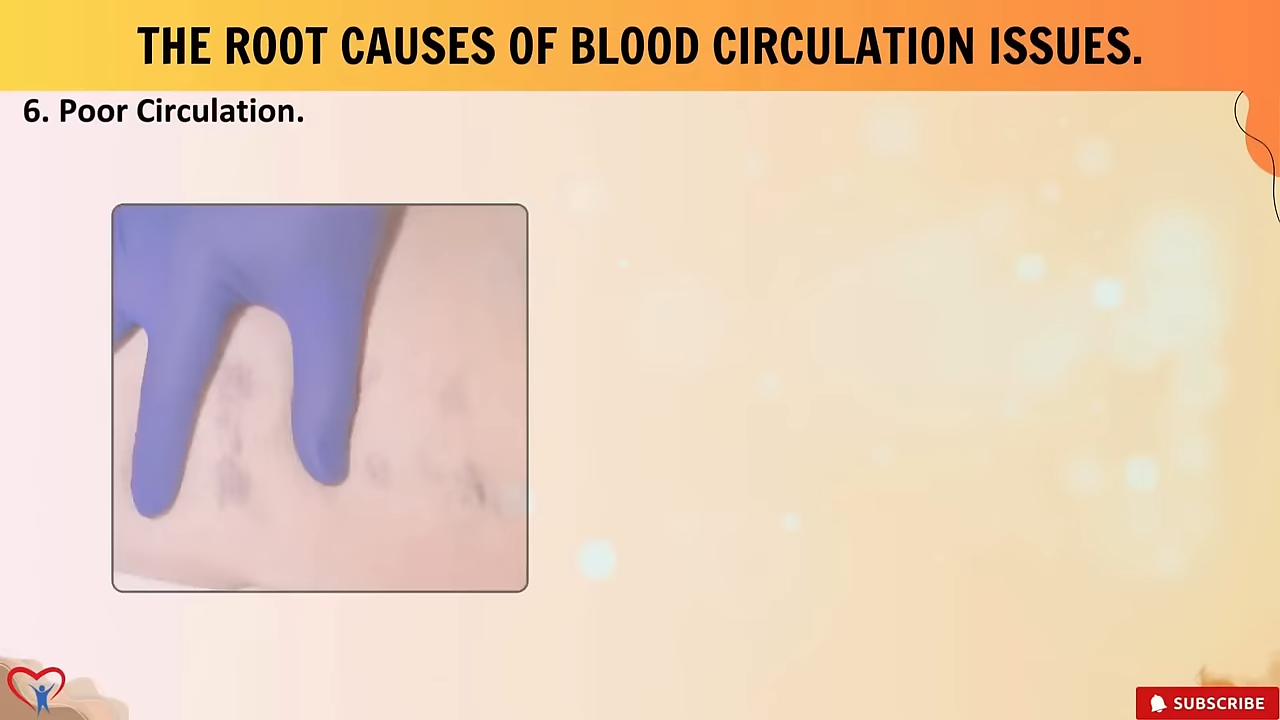 THE ROOT CAUSES OF BLOOD CIRCULATION ISSUES.
6. Poor Circulation.
SUBSCRIBE